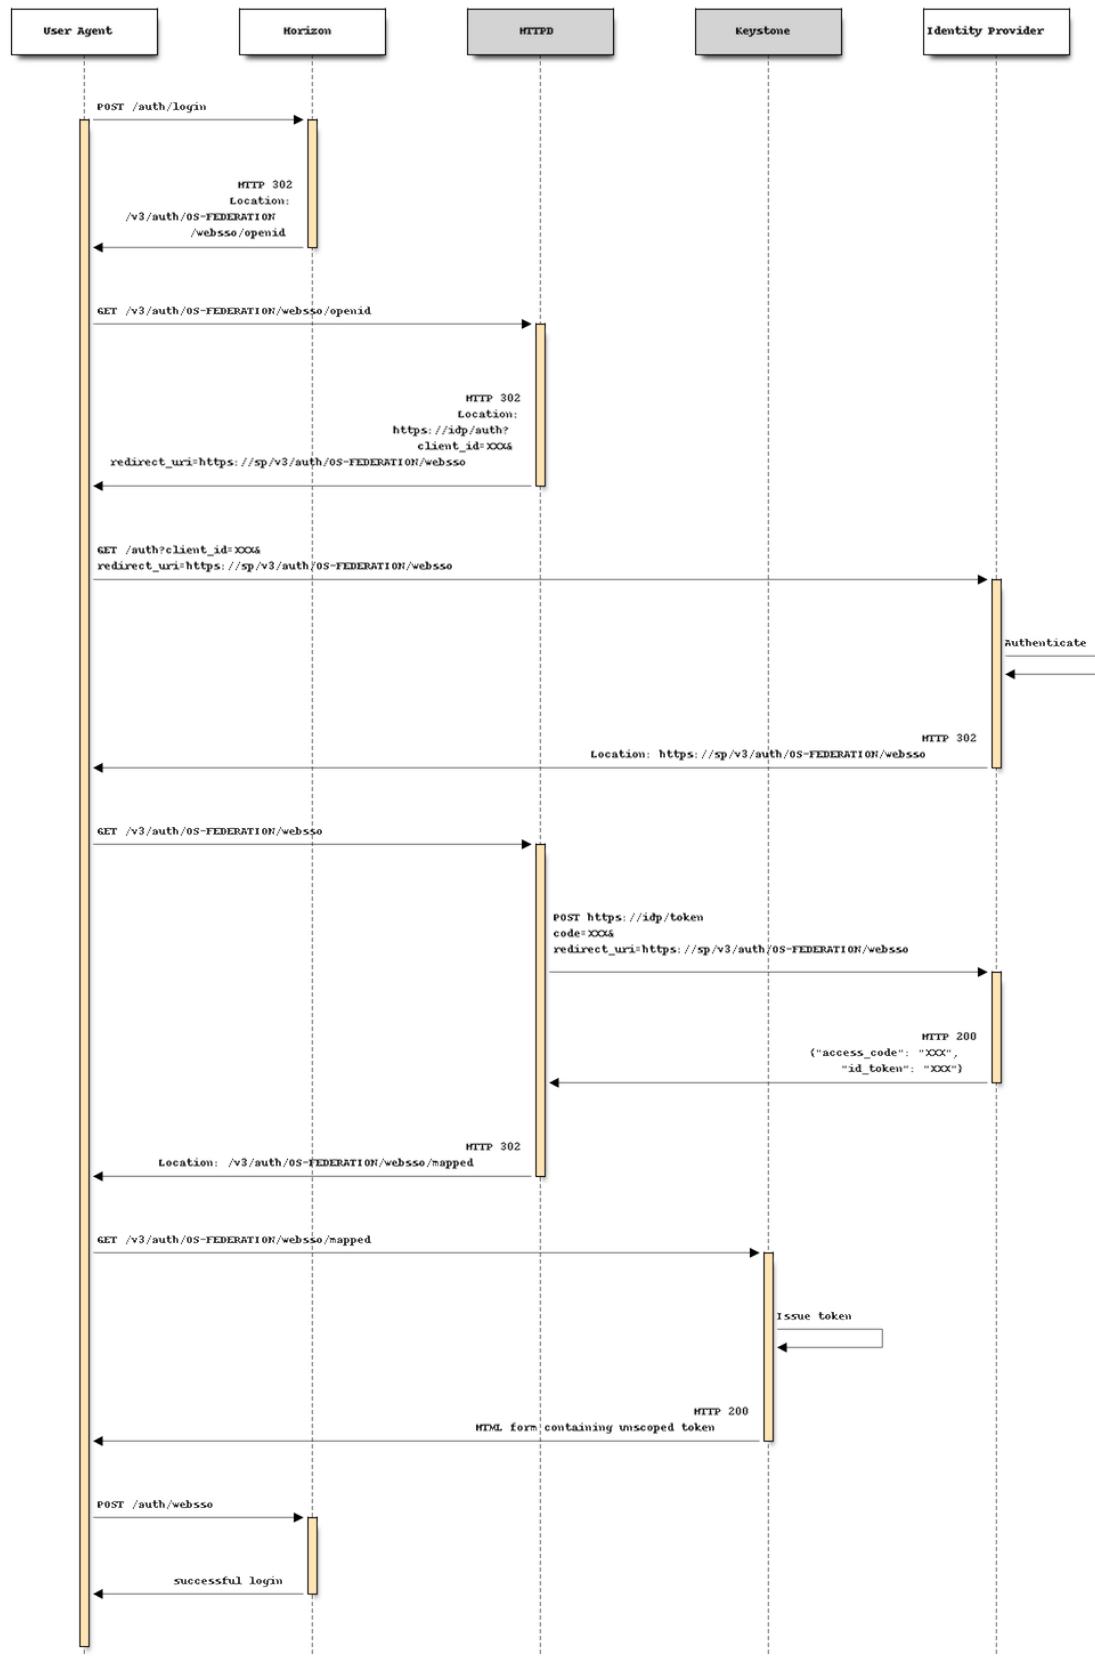 User Agent
Horizon
HTTPD
Keystone
Identity Provider
POST /auth/login
HTTP 302
Location:
/v3/auth/OS-FEDERATION
/websso/openid
GET /v3/auth/OS-FEDERATION/websso/openid
HTTP 302
Location:
https://idp/auth?
client_id=XXX&
redirect_uri=https://sp/v3/auth/OS-FEDERATION/websso
GET /auth?client_id=XXX&
redirect_uri=https://sp/v3/auth/OS-FEDERATION/websso
Authenticate
HTTP 302
Location: https://sp/v3/auth/OS-FEDERATION/websso
GET /v3/auth/OS-FEDERATION/websso
POST https://idp/token
code=XXX&
redirect_uri=https://sp/v3/auth/OS-FEDERATION/websso
HTTP 200
{"access_code": "XXX",
"id_token": "XXX"}
HTTP 302
Location: /v3/auth/OS-FEDERATION/websso/mapped
GET /v3/auth/OS-FEDERATION/websso/mapped
Issue token
HTTP 200
HTML form containing unscoped token
POST /auth/websso
successful login